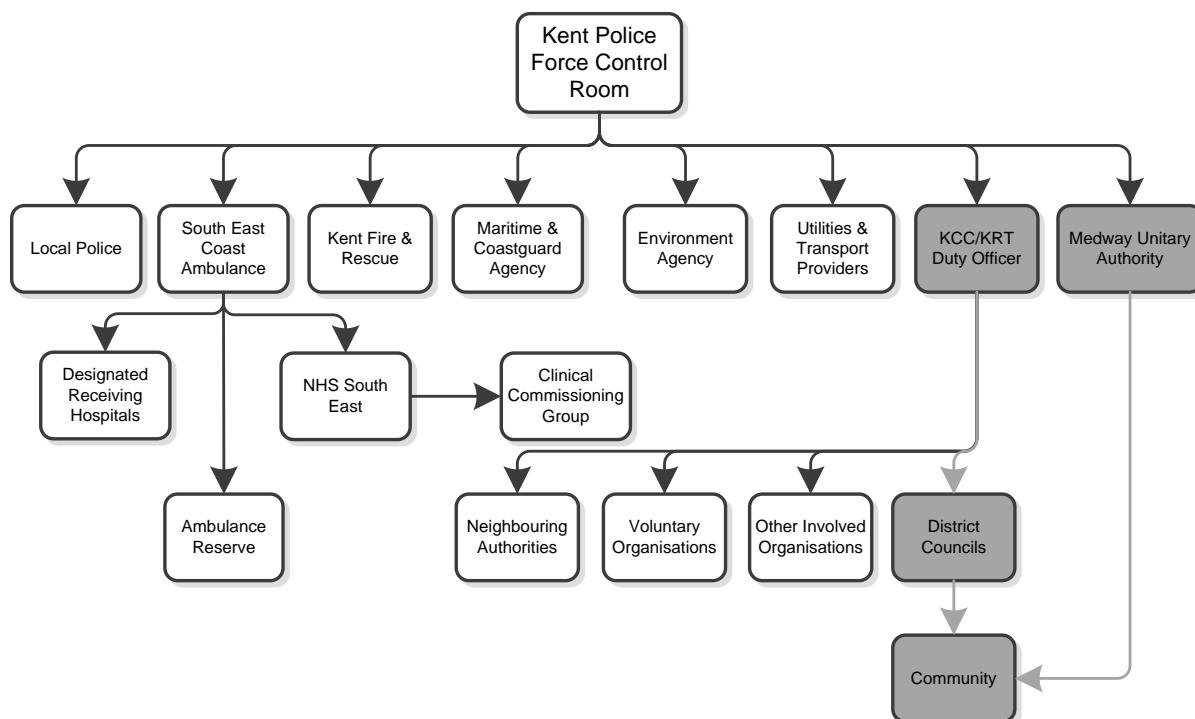 Kent Police
Force Control
Room
Local Police
South East
Coast
Ambulance
Kent Fire &
Rescue
Maritime &
Coastguard
Agency
Environment
Agency
Utilities &
Transport
Providers
KCC/KRT
Duty Officer
Medway Unitary
Authority
Designated
Receiving
Hospitals
NHS South
East
Clinical
Commissioning
Group
Ambulance
Reserve
Neighbouring
Authorities
Voluntary
Organisations
Other Involved
Organisations
District
Councils
Community